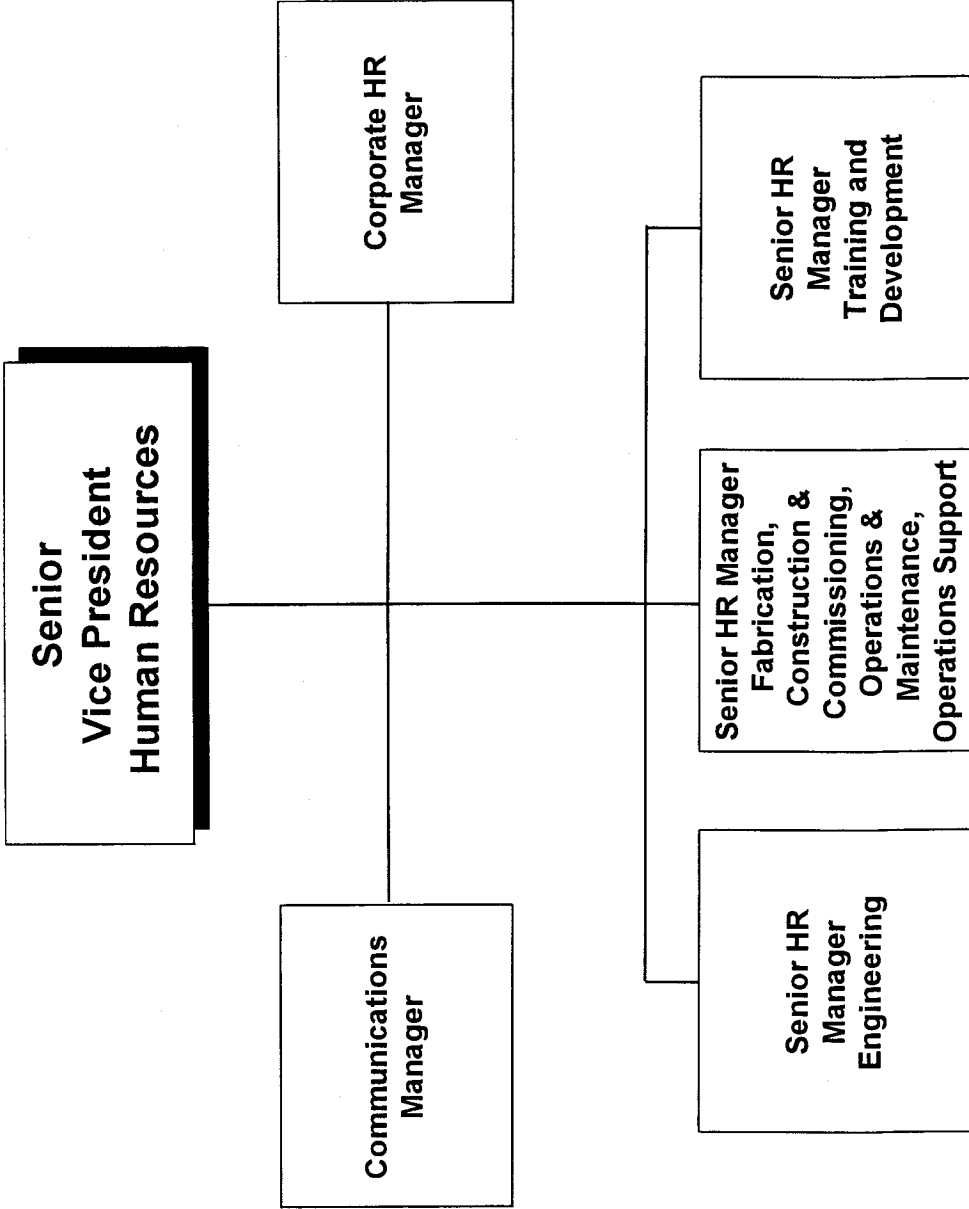 Senior
Vice President
Human Resources
Communications
Manager
Corporate HR
Manager
Senior HR
Manager
Engineering
Senior HR Manager
Fabrication,
Construction &
Commissioning,
Operations &
Maintenance,
Operations Support
Senior HR
Manager
Training and
Development